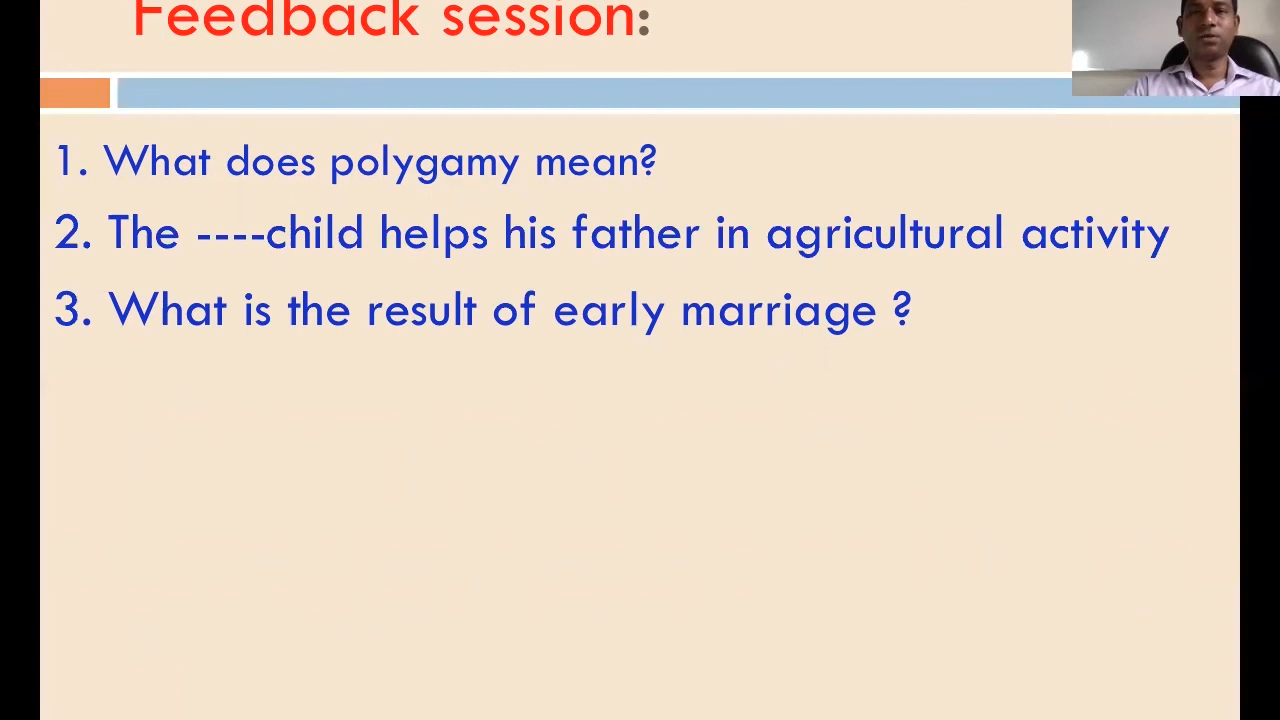 Feedback session:
1. What does polygamy mean?
2. The ----child helps his father in agricultural activity
3. What is the result of early marriage ?